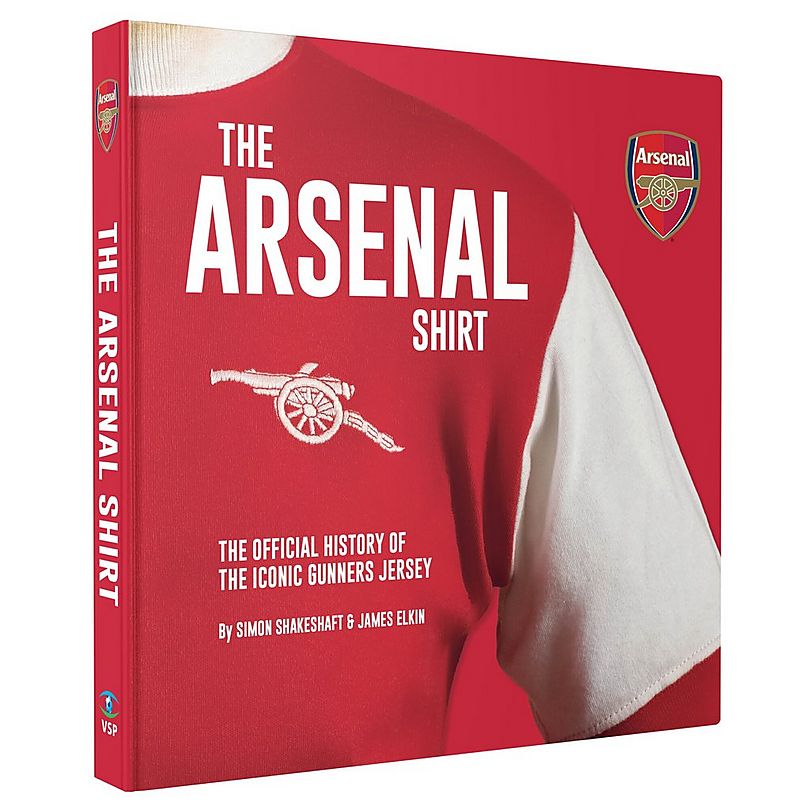 Arsenal
THE ARSENAL SHIRT
VSP
THE
ARSENAL
SHIRT
Arsenal
THE OFFICIAL HISTORY OF
THE ICONIC GUNNERS JERSEY
By SIMON SHAKESHAFT & JAMES ELKIN